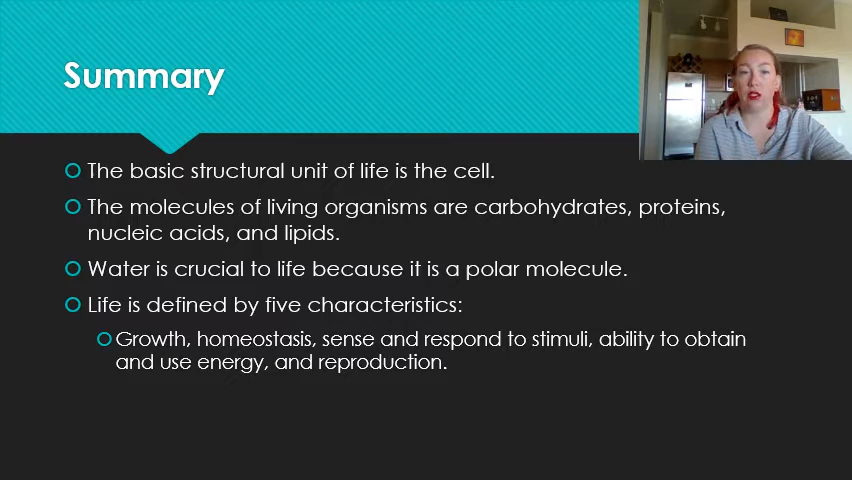 Summary
The basic structural unit of life is the cell.
The molecules of living organisms are carbohydrates, proteins,
nucleic acids, and lipids.
Water is crucial to life because it is a polar molecule.
Life is defined by five characteristics:
Growth, homeostasis, sense and respond to stimuli, ability to obtain
and use energy, and reproduction.